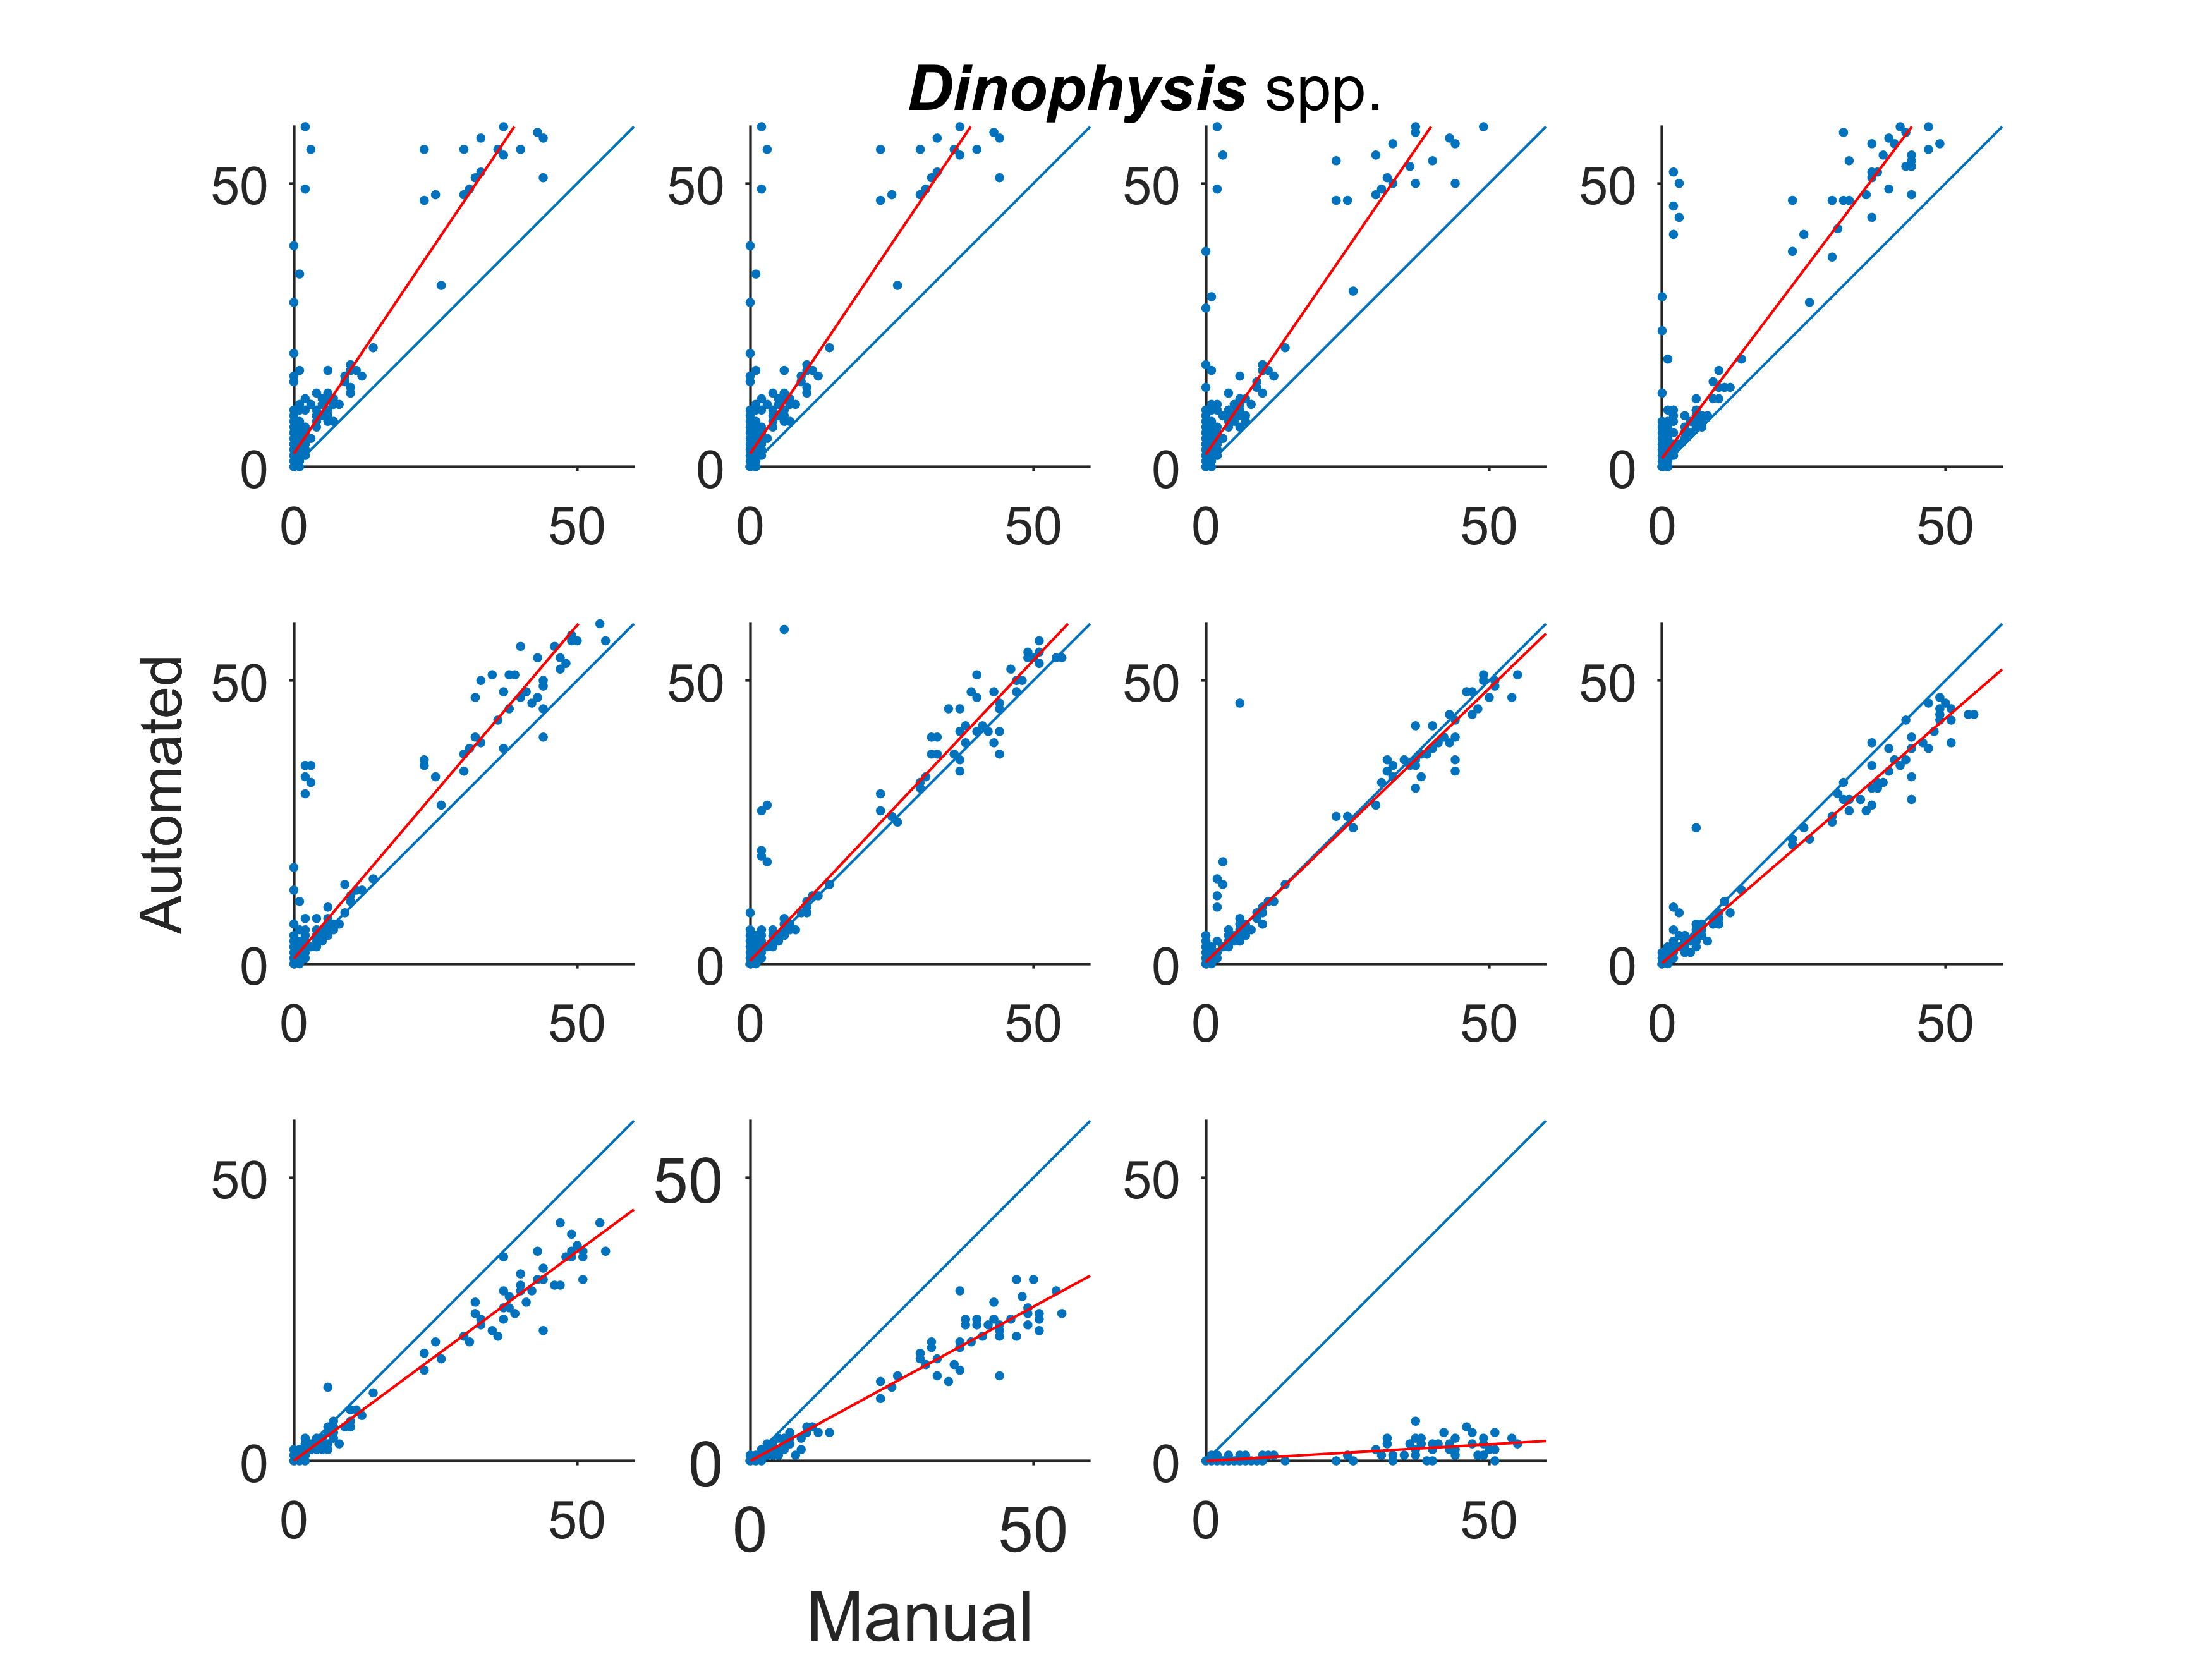 Dinophysis spp.
50 50 50 50
0 0 0 0
0 50 0 50 0 50 0 50
Automated
50 50 50 50
0 0 0 0
0 50 0 50 0 50 0 50
50 50 50
0 0 0
0 50 0 50 0 50
Manual